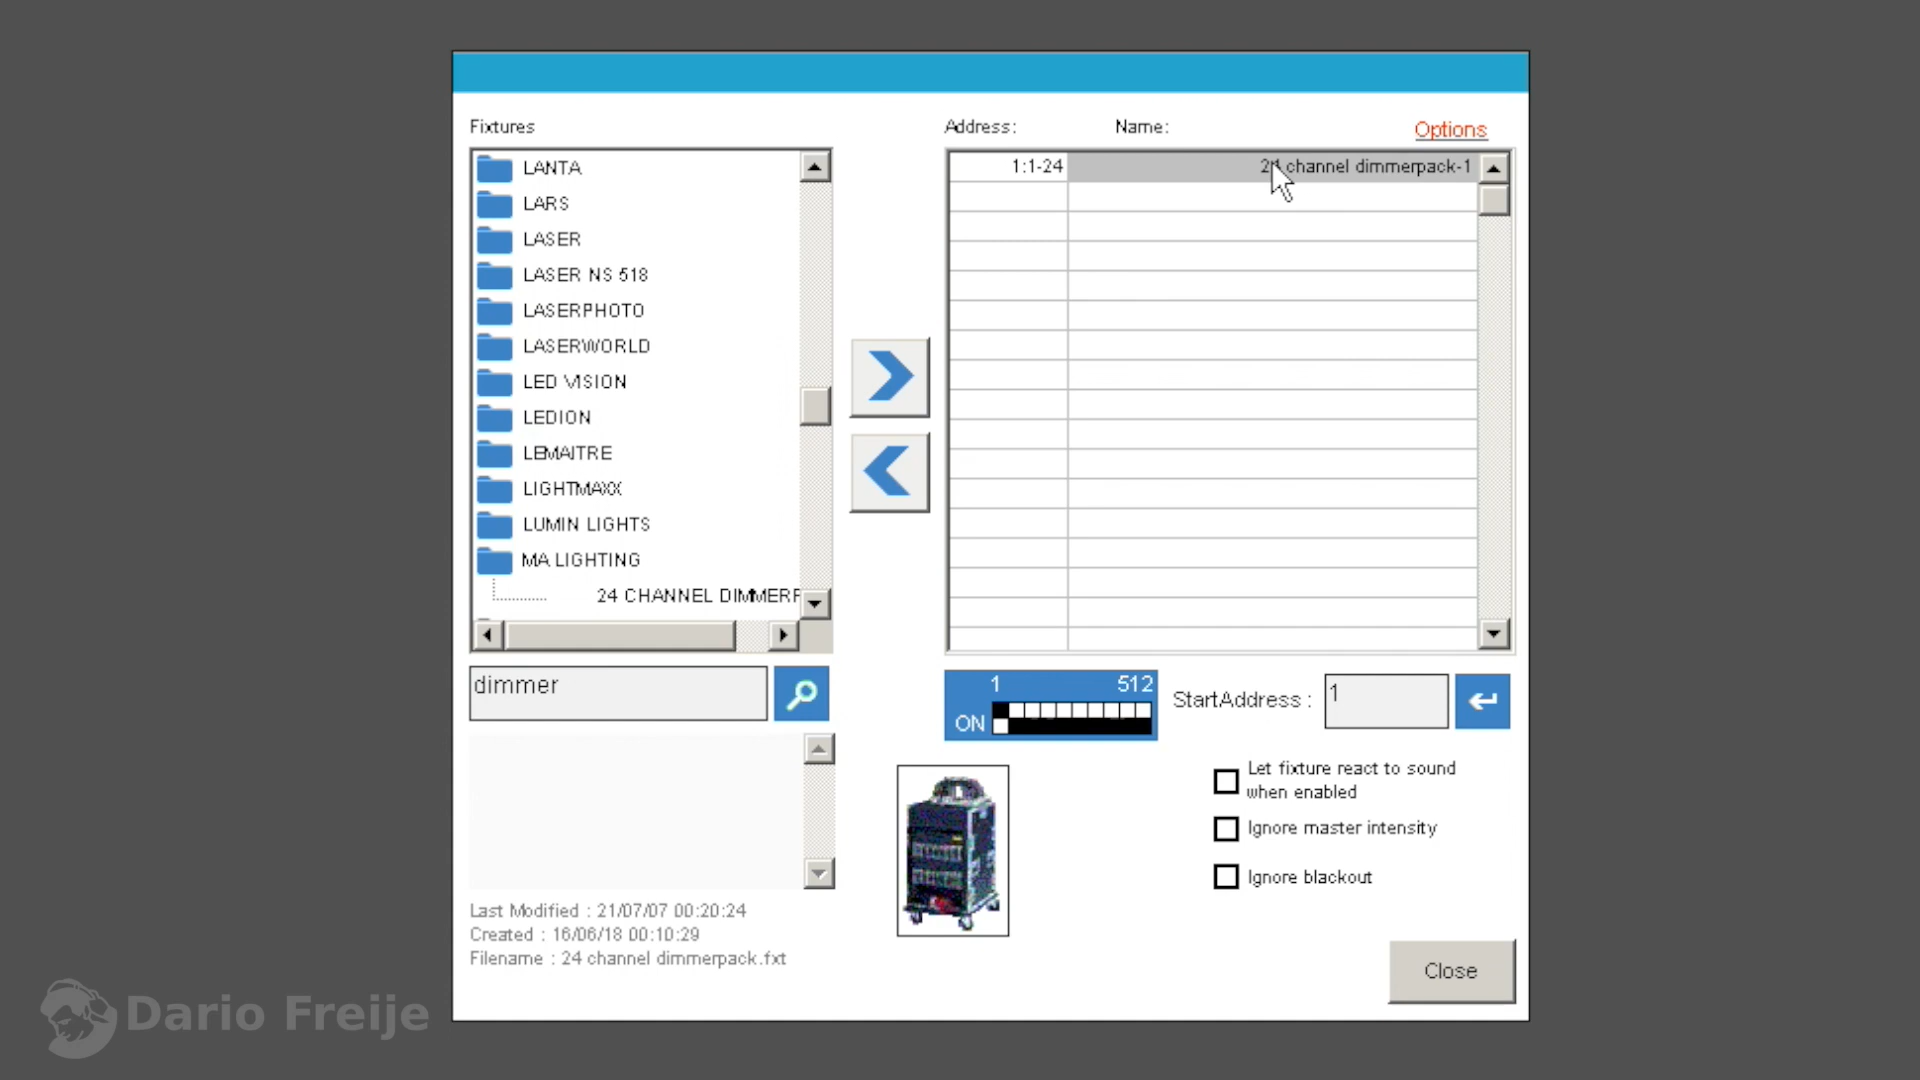 Fixtures
LANTA
LARS
LASER
LASER NS 518
LASERPHOTO
LASERWORLD
LED VISION
LEDION
LEMAITRE
LIGHTMAXX
LUMIN LIGHTS
MA LIGHTING
24 CHANNEL DIMMERP
dimmer
Last Modified : 21/07/07 00:20:24
Created : 16/06/18 00:10:29
Filename : 24 channel dimmerpack.fxt
Address: Name: Options
1:1-24 24 channel dimmerpack-1
1 512
ON
StartAddress : 1
Let fixture react to sound
when enabled
Ignore master intensity
Ignore blackout
Close
Dario Freije